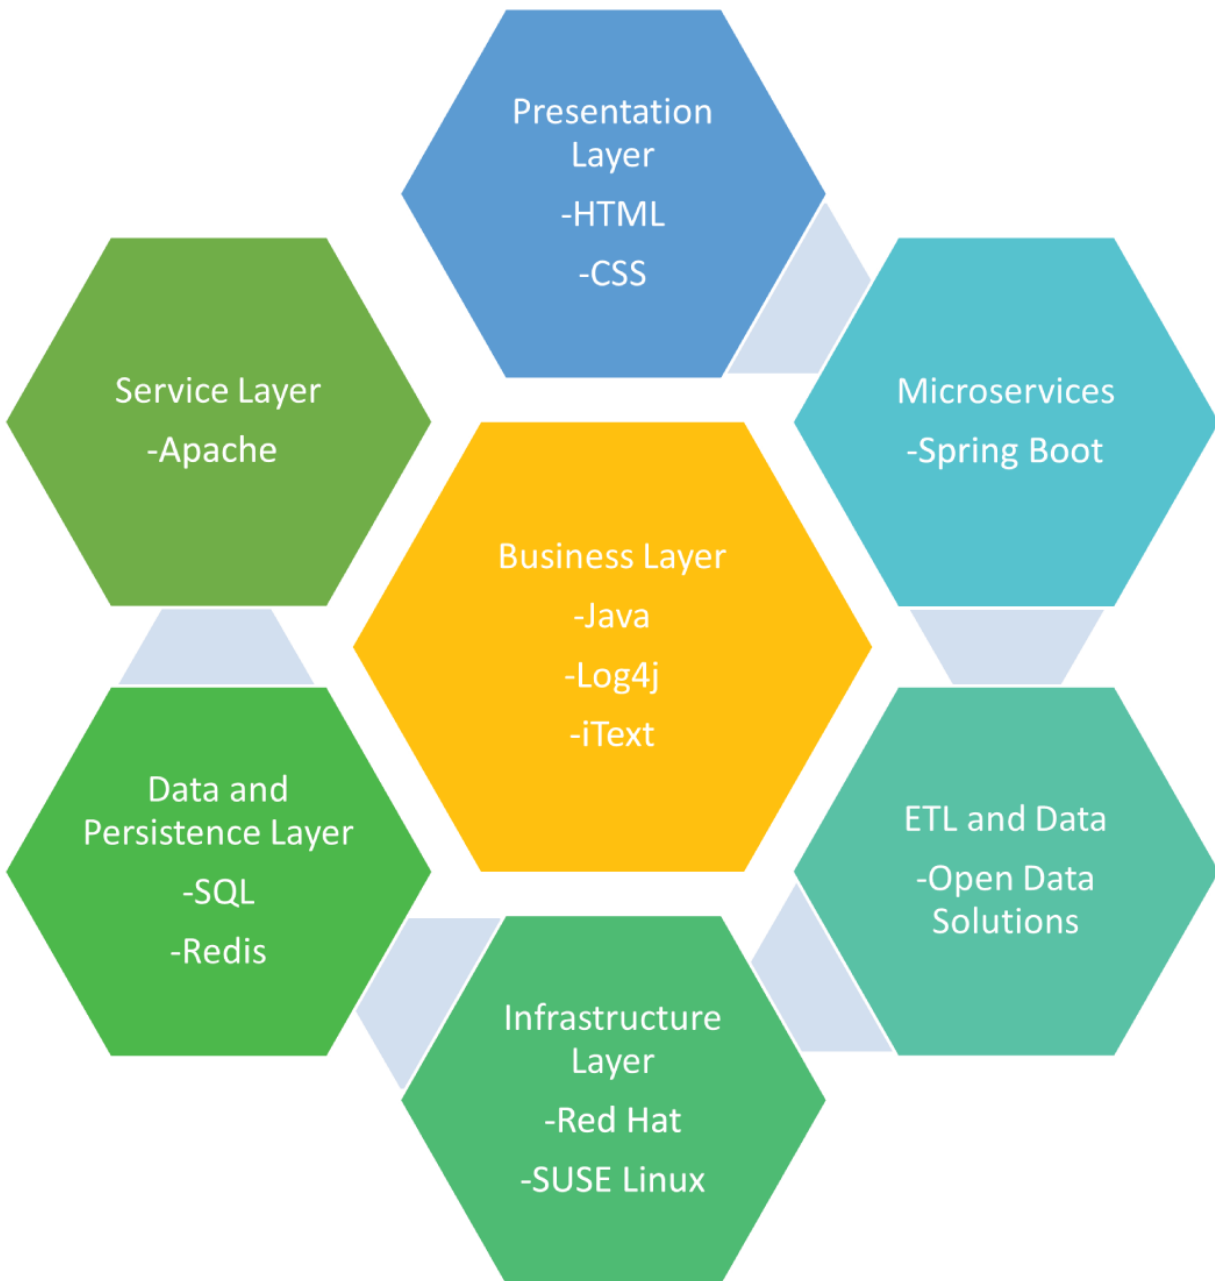 Presentation
Layer
-HTML
-CSS
Service Layer
-Apache
Microservices
-Spring Boot
Business Layer
-Java
-Log4j
-iText
Data and
Persistence Layer
-SQL
-Redis
ETL and Data
-Open Data
Solutions
Infrastructure
Layer
-Red Hat
-SUSE Linux